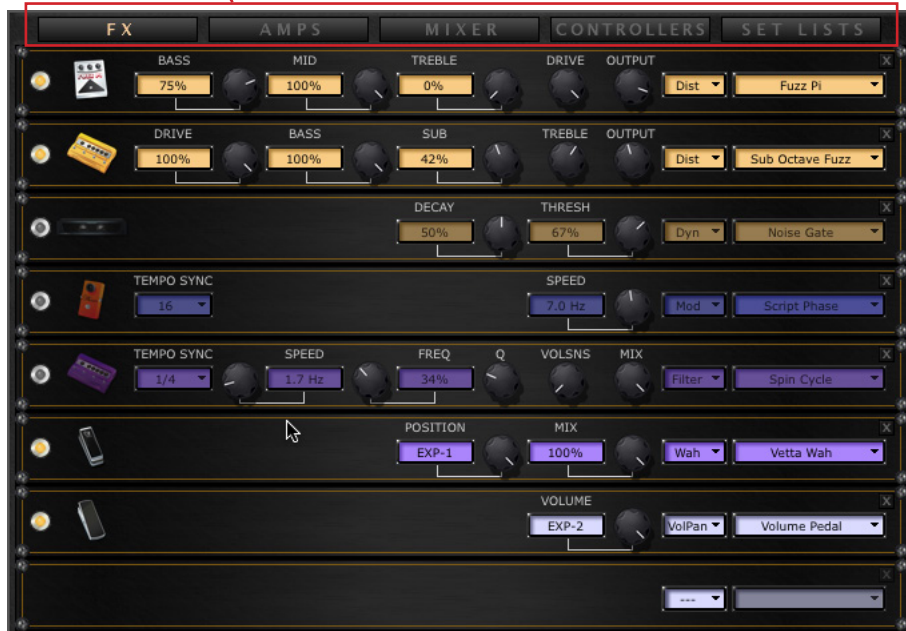 FX AMPS MIXER CONTROLLERS SET LISTS
BASS MID TREBLE DRIVE OUTPUT X
75% 100% 0% Dist Fuzz Pi
DRIVE BASS SUB TREBLE OUTPUT X
100% 100% 42% Dist Sub Octave Fuzz
DECAY THRESH X
50% 67% Dyn Noise Gate
TEMPO SYNC SPEED X
16 7.0 Hz Mod Script Phase
TEMPO SYNC SPEED FREQ Q VOLSNS MIX X
1/4 1.7 Hz 34% Filter Spin Cycle
POSITION MIX X
EXP-1 100% Wah Vetta Wah
VOLUME X
EXP-2 VolPan Volume Pedal
X
---